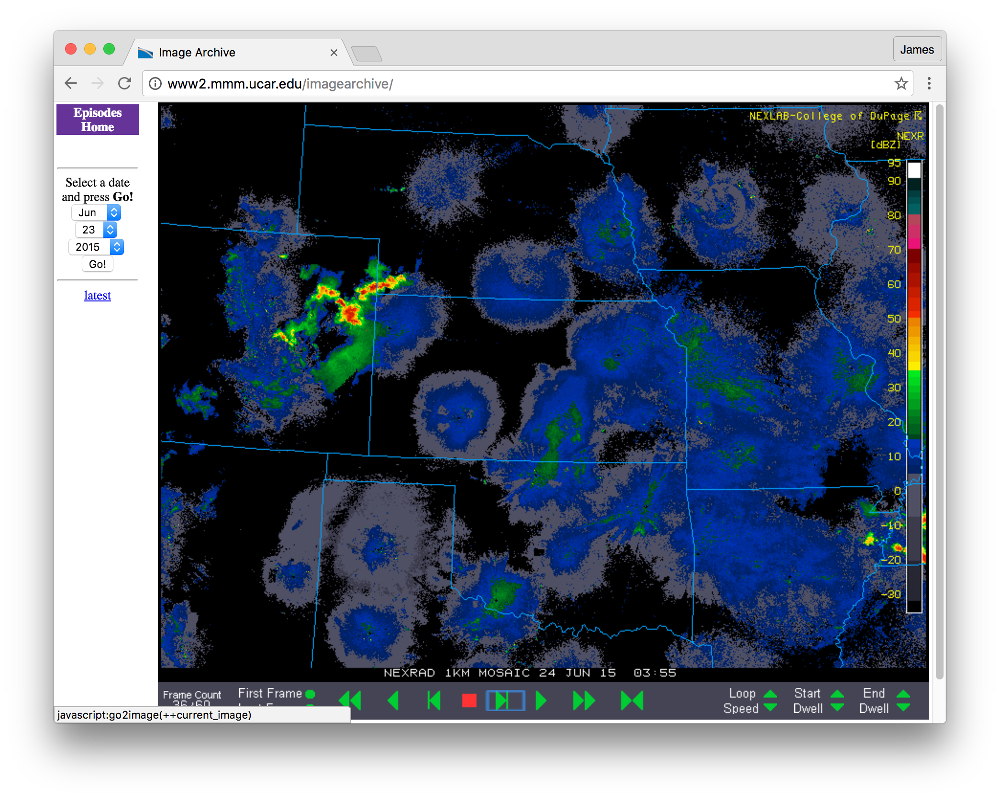 Image Archive
James
www2.mmm.ucar.edu/imagearchive/
Episodes
Home
Select a date
and press Go!
Jun
23
2015
Go!
latest
NEXLAB-College of DuPage
NEXR
[dBZ]
95
90
80
70
60
50
40
30
20
10
0
-10
-20
-30
NEXRAD 1KM MOSAIC 24 JUN 15 03:55
Frame Count
36/60
First Frame
Last Frame
Loop
Speed
Start
Dwell
End
Dwell
javascript:go2image(++current_image)